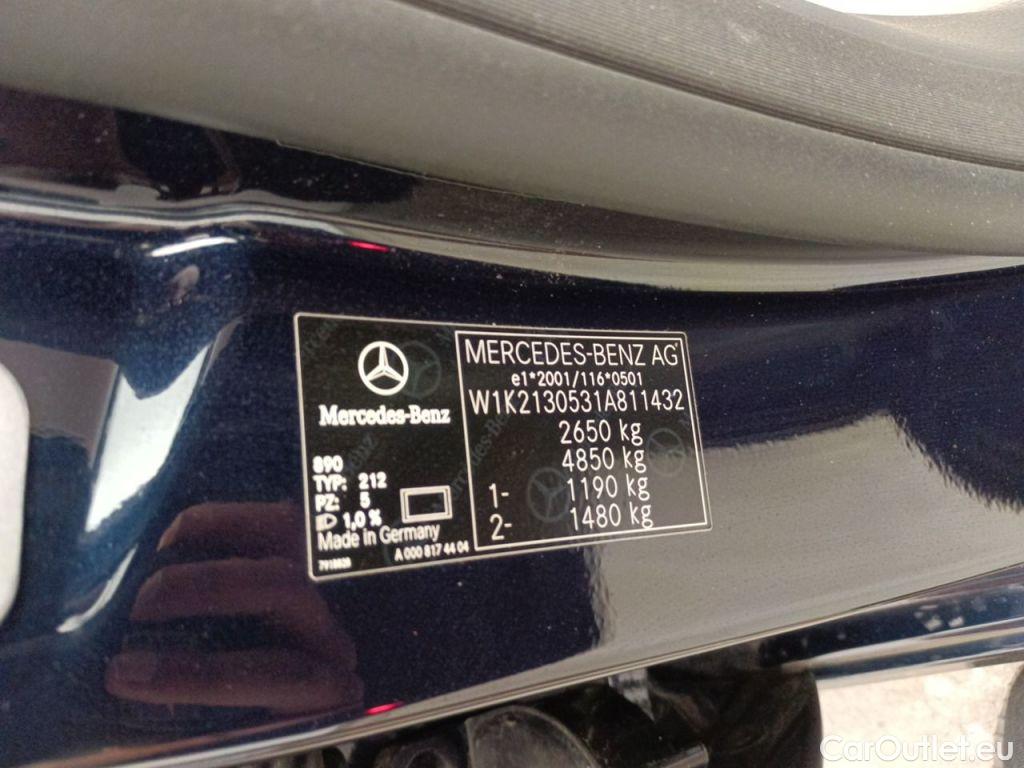 Mercedes-Benz
890
TYP: 212
PZ: 5
1,0 %
Made in Germany
A 000 817 44 04
MERCEDES-BENZ AG
e1*2001/116*0501
W1K2130531A811432
2650 kg
4850 kg
1- 1190 kg
2- 1480 kg
CarOutlet.eu